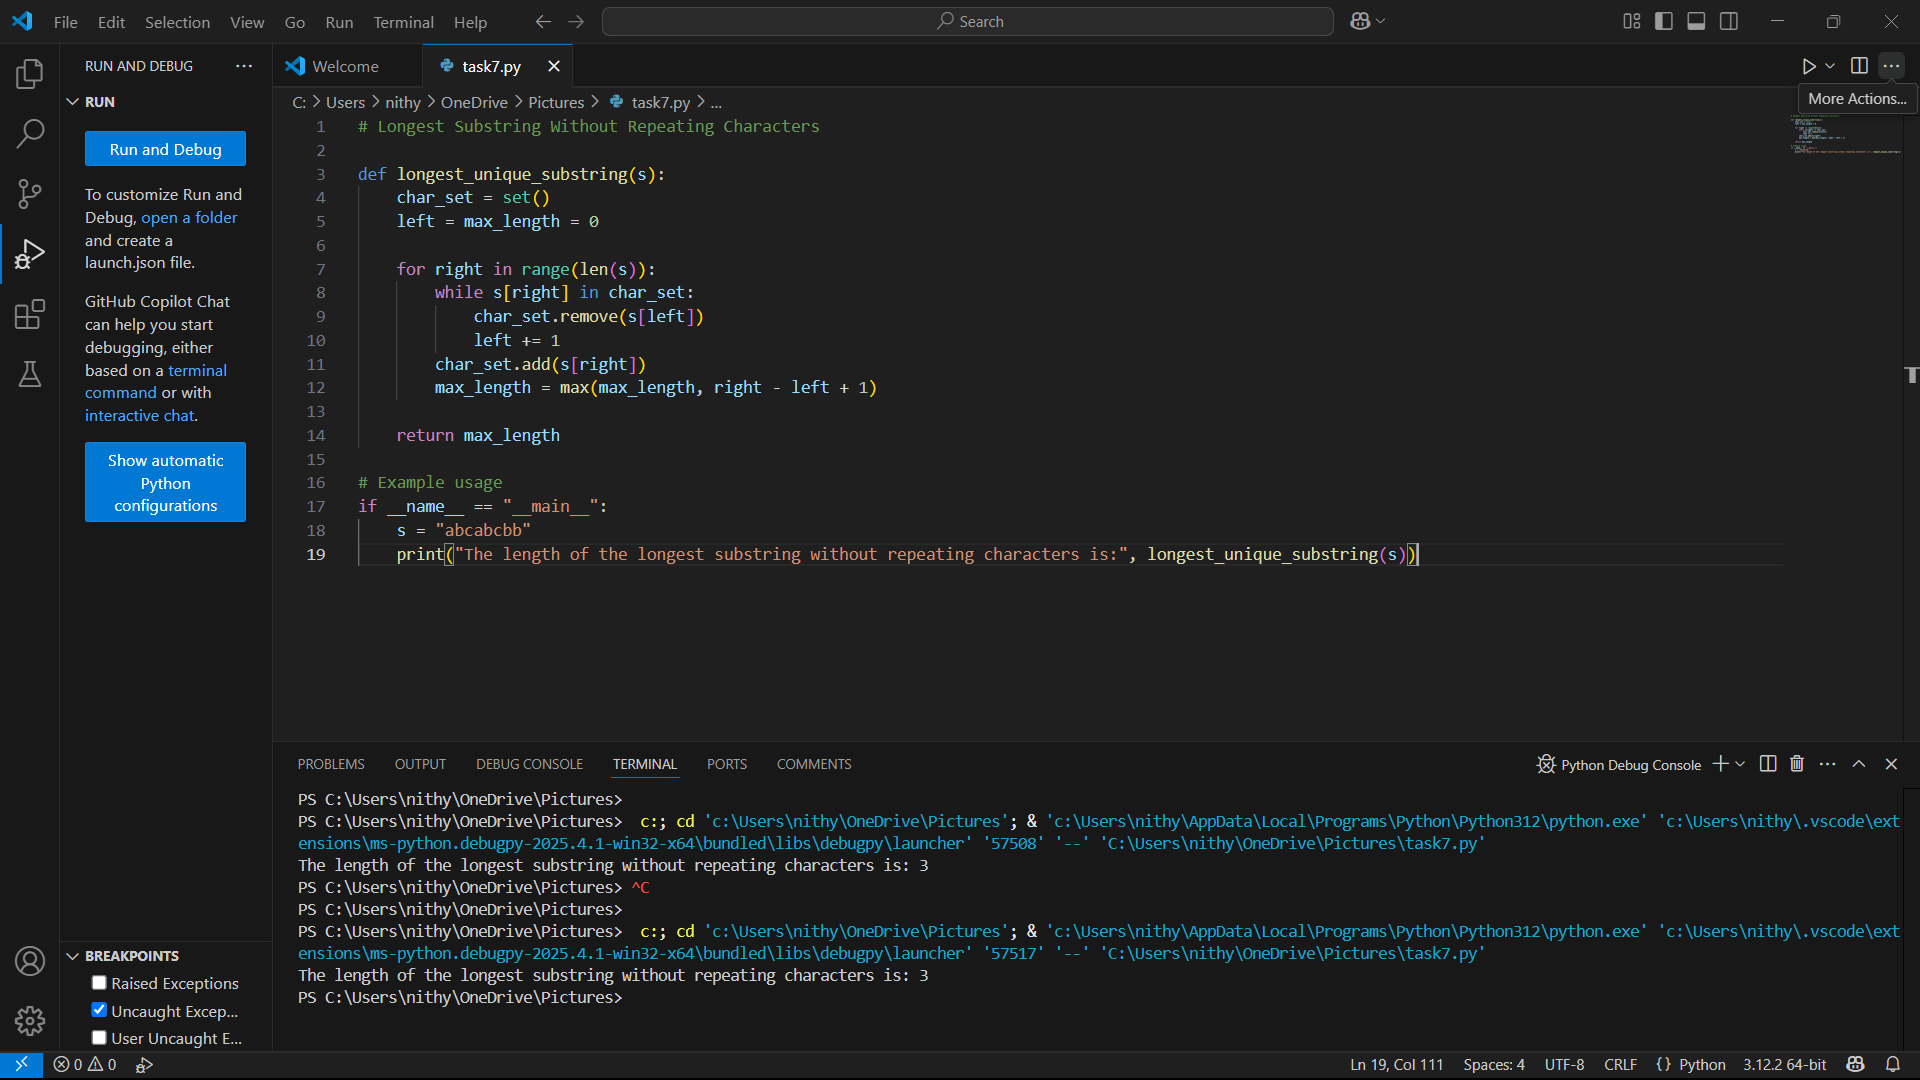 File Edit Selection View Go Run Terminal Help
Search
RUN AND DEBUG ...
RUN
Run and Debug
To customize Run and
Debug, open a folder
and create a
launch.json file.
GitHub Copilot Chat
can help you start
debugging, either
based on a terminal
command or with
interactive chat.
Show automatic
Python
configurations
BREAKPOINTS
Raised Exceptions
Uncaught Excep...
User Uncaught E...
Welcome
task7.py
More Actions...
C: > Users > nithy > OneDrive > Pictures > task7.py > ...
1 # Longest Substring Without Repeating Characters
2
3 def longest_unique_substring(s):
4     char_set = set()
5     left = max_length = 0
6
7     for right in range(len(s)):
8         while s[right] in char_set:
9             char_set.remove(s[left])
10             left += 1
11         char_set.add(s[right])
12         max_length = max(max_length, right - left + 1)
13
14     return max_length
15
16 # Example usage
17 if __name__ == "__main__":
18     s = "abcabcbb"
19     print("The length of the longest substring without repeating characters is:", longest_unique_substring(s))
PROBLEMS OUTPUT DEBUG CONSOLE TERMINAL PORTS COMMENTS
Python Debug Console
PS C:\Users\nithy\OneDrive\Pictures>
PS C:\Users\nithy\OneDrive\Pictures>  c:; cd 'c:\Users\nithy\OneDrive\Pictures'; & 'c:\Users\nithy\AppData\Local\Programs\Python\Python312\python.exe' 'c:\Users\nithy\.vscode\ext
ensions\ms-python.debugpy-2025.4.1-win32-x64\bundled\libs\debugpy\launcher' '57508' '--' 'C:\Users\nithy\OneDrive\Pictures\task7.py'
The length of the longest substring without repeating characters is: 3
PS C:\Users\nithy\OneDrive\Pictures> ^C
PS C:\Users\nithy\OneDrive\Pictures>
PS C:\Users\nithy\OneDrive\Pictures>  c:; cd 'c:\Users\nithy\OneDrive\Pictures'; & 'c:\Users\nithy\AppData\Local\Programs\Python\Python312\python.exe' 'c:\Users\nithy\.vscode\ext
ensions\ms-python.debugpy-2025.4.1-win32-x64\bundled\libs\debugpy\launcher' '57517' '--' 'C:\Users\nithy\OneDrive\Pictures\task7.py'
The length of the longest substring without repeating characters is: 3
PS C:\Users\nithy\OneDrive\Pictures>
0 0
Ln 19, Col 111 Spaces: 4 UTF-8 CRLF {} Python 3.12.2 64-bit